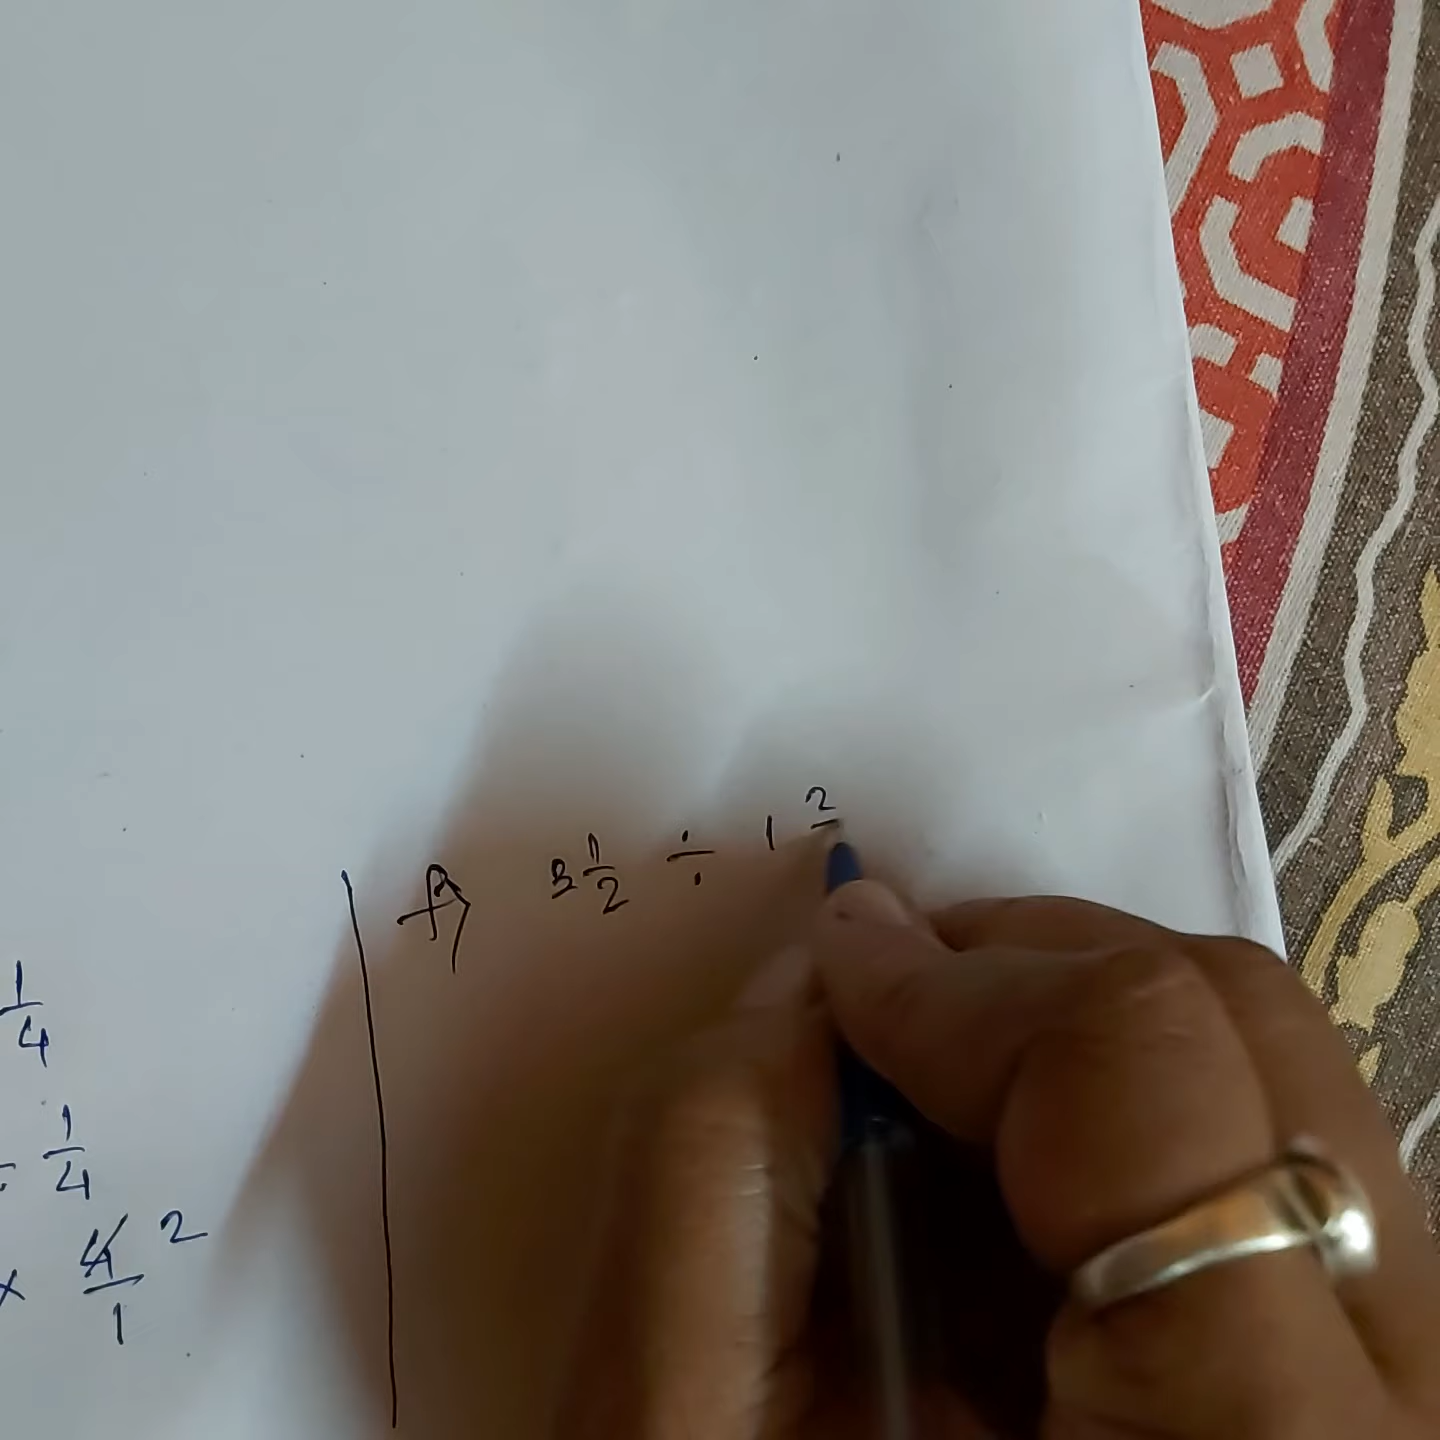 1/4
÷ 1/4
× 4/1 2
f) 3 1/2 ÷ 1 2/